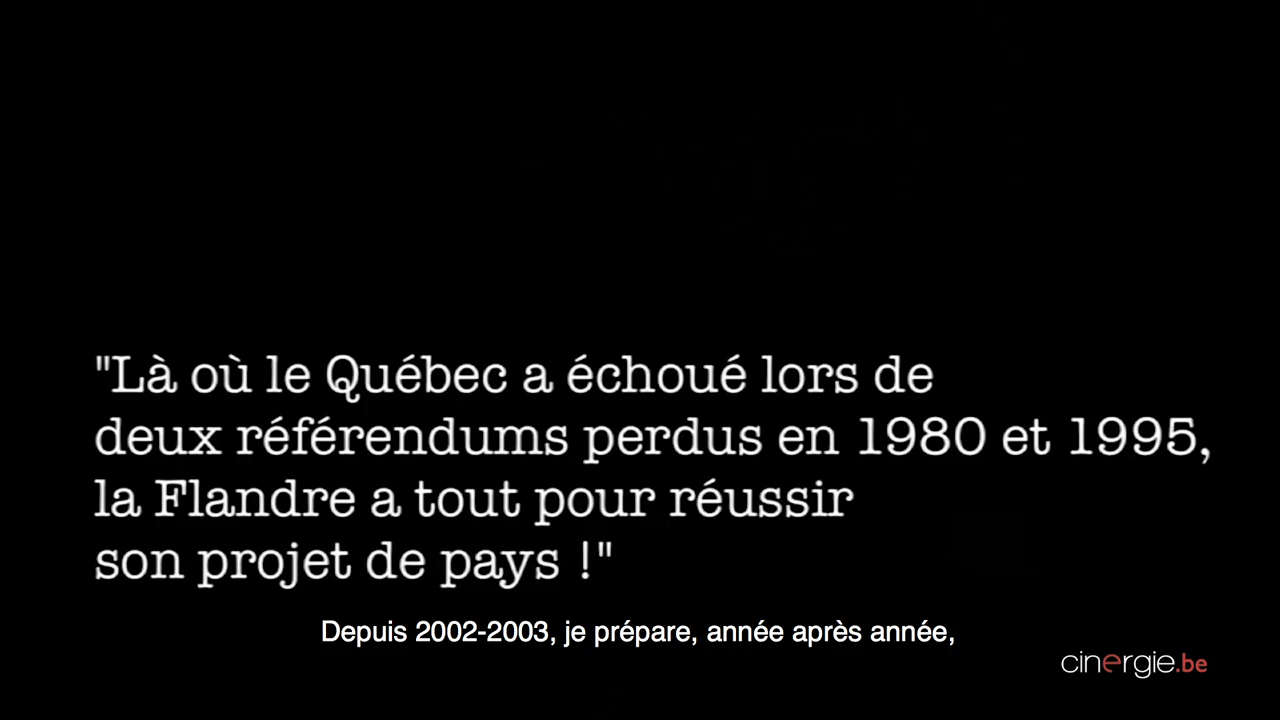 "Là où le Québec a échoué lors de
deux référendums perdus en 1980 et 1995,
la Flandre a tout pour réussir
son projet de pays !"
Depuis 2002-2003, je prépare, année après année,
cinergie.be